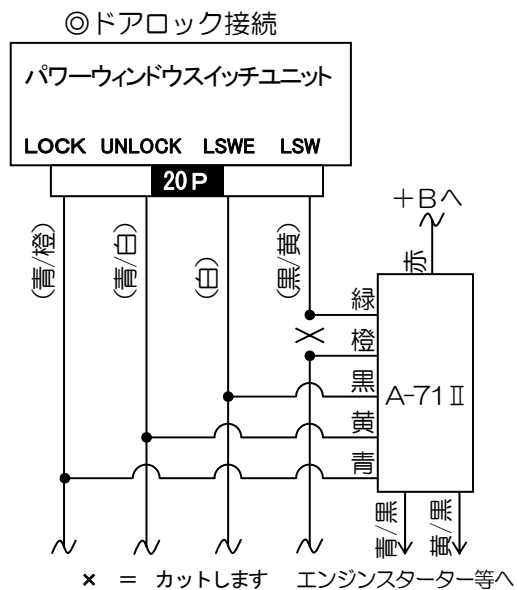 ◎ドアロック接続
パワーウィンドウスイッチユニット
LOCK UNLOCK LSWE LSW
20P
+Bへ
(青/橙)
(青/白)
(白)
(黒/黄)
赤
緑
橙
黒
黄
青
A-71Ⅱ
青/黒
黄/黒
× = カットします エンジンスターター等へ